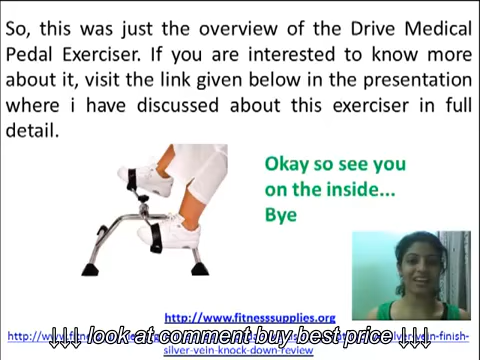 So, this was just the overview of the Drive Medical
Pedal Exerciser. If you are interested to know more
about it, visit the link given below in the presentation
where i have discussed about this exerciser in full
detail.
Okay so see you
on the inside...
Bye
http://www.fitnesssupplies.org
↓↓↓ look at comment buy best price ↓↓↓
silver-vein-knock-down-review